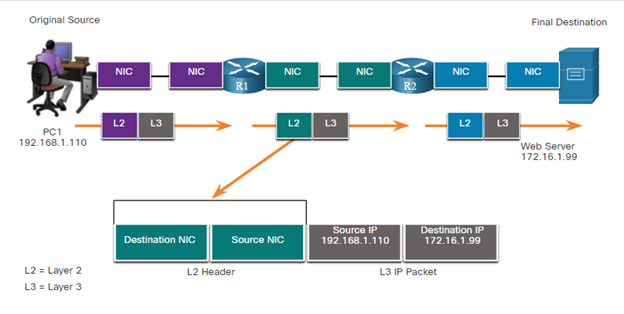 Original Source
Final Destination
NIC NIC NIC NIC NIC NIC
R1 R2
L2 L3 L2 L3 L2 L3
PC1
192.168.1.110
Web Server
172.16.1.99
Destination NIC
Source NIC
Source IP
192.168.1.110
Destination IP
172.16.1.99
L2 = Layer 2
L2 Header
L3 IP Packet
L3 = Layer 3